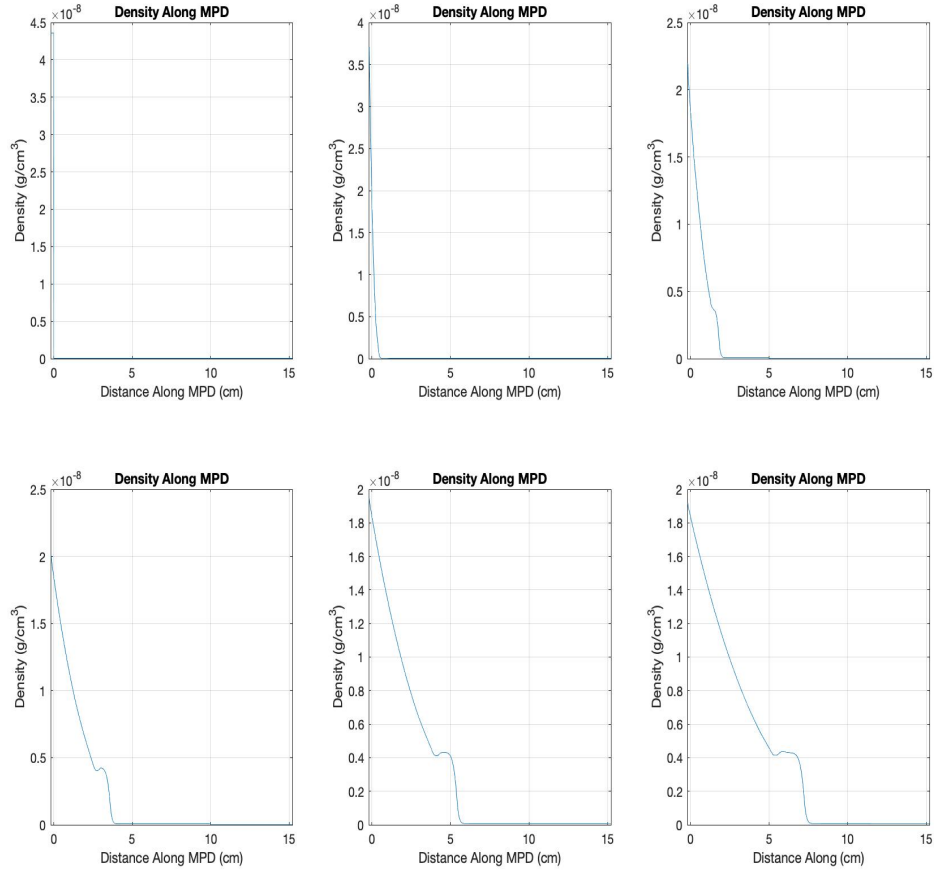 Density Along MPD
×10-8
4.5
4
3.5
3
2.5
2
1.5
1
0.5
0
Density (g/cm3)
0 5 10 15
Distance Along MPD (cm)
Density Along MPD
×10-8
4
3.5
3
2.5
2
1.5
1
0.5
0
Density (g/cm3)
0 5 10 15
Distance Along MPD (cm)
Density Along MPD
×10-8
2.5
2
1.5
1
0.5
0
Density (g/cm3)
0 5 10 15
Distance Along MPD (cm)
Density Along MPD
×10-8
2.5
2
1.5
1
0.5
0
Density (g/cm3)
0 5 10 15
Distance Along MPD (cm)
Density Along MPD
×10-8
2
1.8
1.6
1.4
1.2
1
0.8
0.6
0.4
0.2
0
Density (g/cm3)
0 5 10 15
Distance Along MPD (cm)
Density Along MPD
×10-8
2
1.8
1.6
1.4
1.2
1
0.8
0.6
0.4
0.2
0
Density (g/cm3)
0 5 10 15
Distance Along (cm)